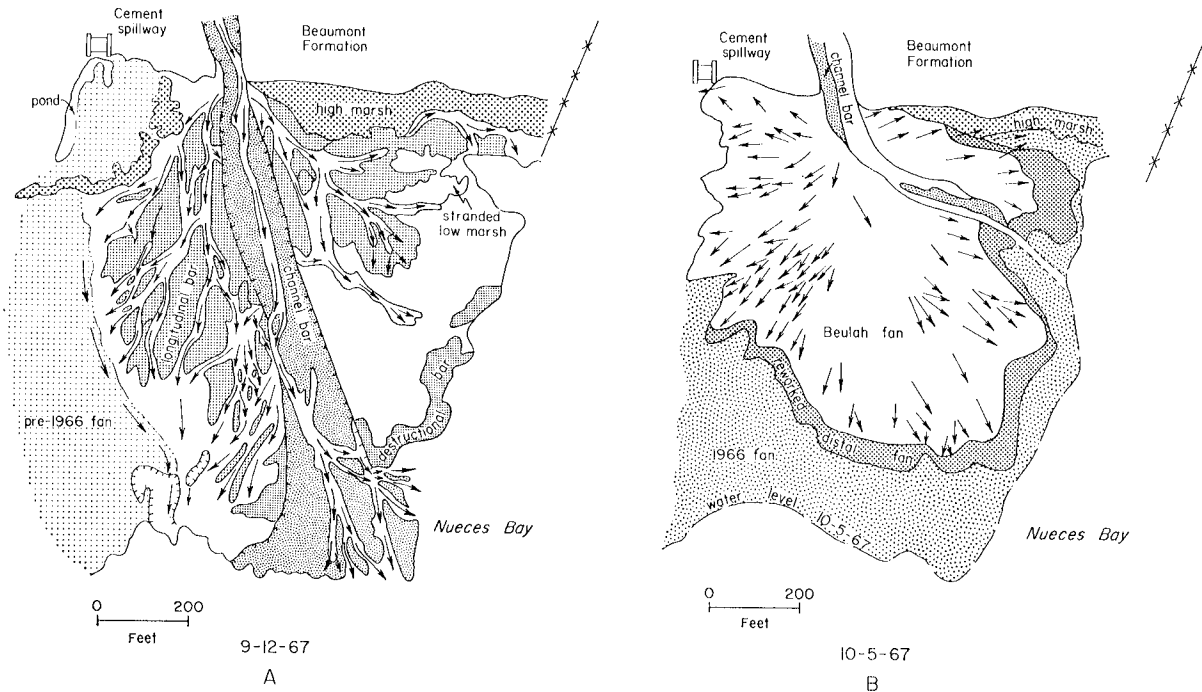 Cement
spillway
Beaumont
Formation
pond
high marsh
stranded
low marsh
longitudinal bar
channel bar
destructional bar
pre-1966 fan
Nueces Bay
0 200
Feet
9-12-67
A
Cement
spillway
Beaumont
Formation
channel bar
high marsh
Beulah fan
reworked distal fan
1966 fan
water level 10-5-67
Nueces Bay
0 200
Feet
10-5-67
B